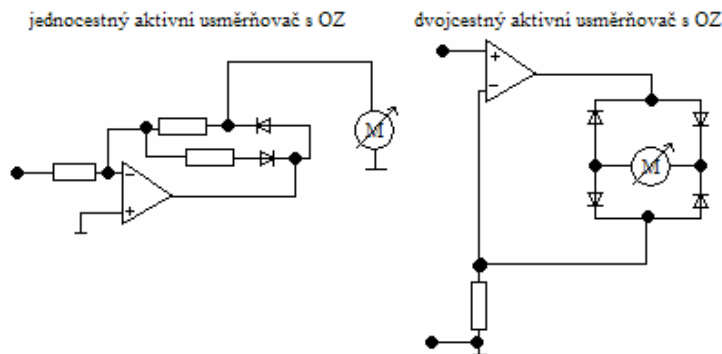 jednocestný aktivní usměrňovač s OZ
dvojcestný aktivní usměrňovač s OZ
M
M